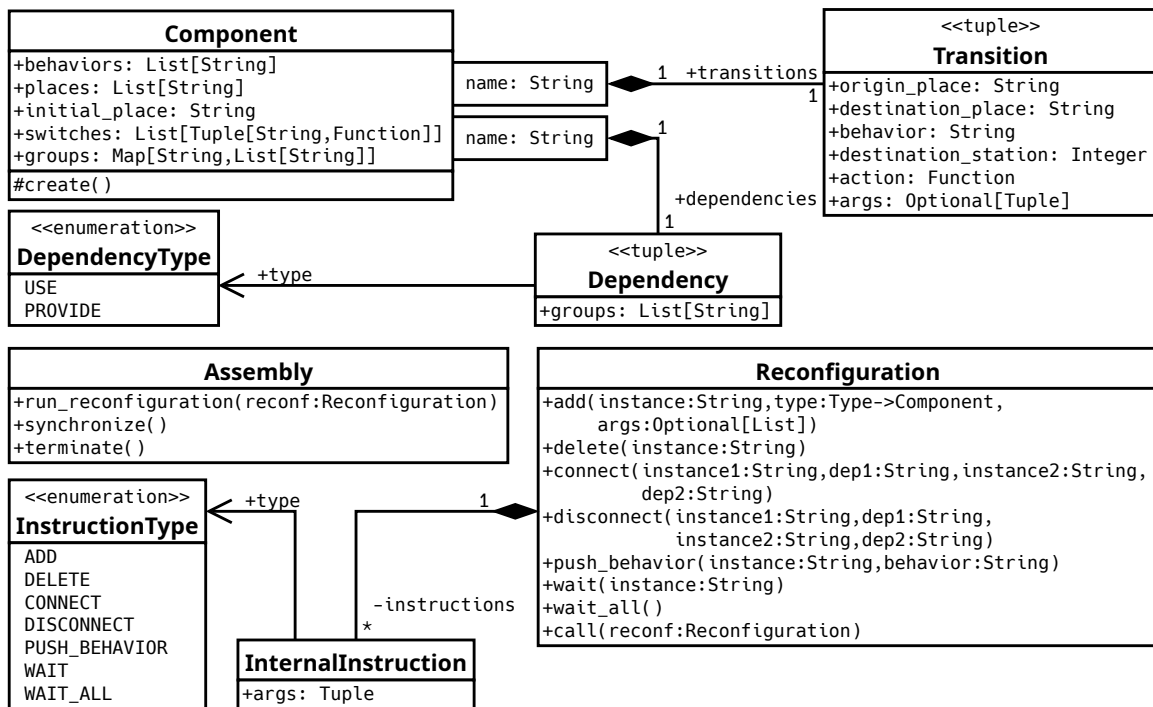 Component
+behaviors: List[String]
+places: List[String]
+initial_place: String
+switches: List[Tuple[String,Function]]
+groups: Map[String,List[String]]
#create()
name: String
name: String
1
+transitions
1
1
+dependencies
1
<<tuple>>
Transition
+origin_place: String
+destination_place: String
+behavior: String
+destination_station: Integer
+action: Function
+args: Optional[Tuple]
<<enumeration>>
DependencyType
USE
PROVIDE
+type
<<tuple>>
Dependency
+groups: List[String]
Assembly
+run_reconfiguration(reconf:Reconfiguration)
+synchronize()
+terminate()
Reconfiguration
+add(instance:String,type:Type->Component,
args:Optional[List])
+delete(instance:String)
+connect(instance1:String,dep1:String,instance2:String,
dep2:String)
+disconnect(instance1:String,dep1:String,
instance2:String,dep2:String)
+push_behavior(instance:String,behavior:String)
+wait(instance:String)
+wait_all()
+call(reconf:Reconfiguration)
<<enumeration>>
InstructionType
ADD
DELETE
CONNECT
DISCONNECT
PUSH_BEHAVIOR
WAIT
WAIT_ALL
+type
1
-instructions
*
InternalInstruction
+args: Tuple